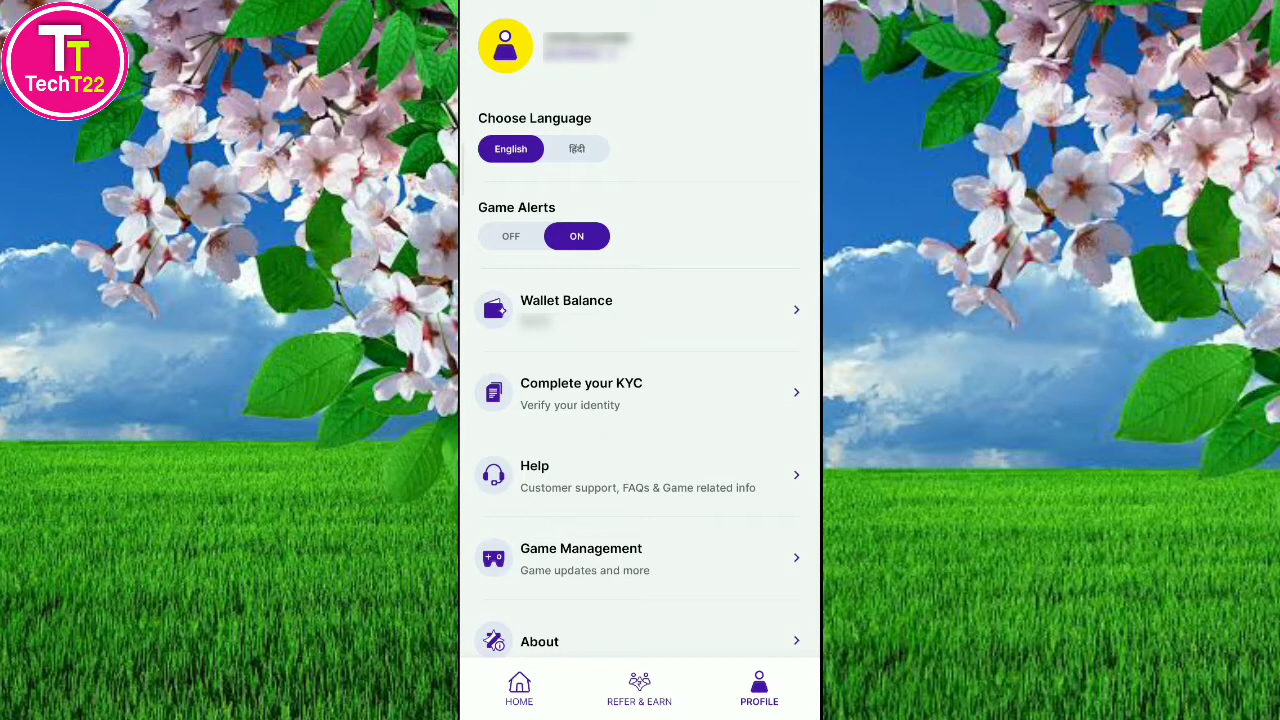 TT
TechT22
Choose Language
English
हिंदी
Game Alerts
OFF
ON
Wallet Balance
Complete your KYC
Verify your identity
Help
Customer support, FAQs & Game related info
Game Management
Game updates and more
About
HOME
REFER & EARN
PROFILE